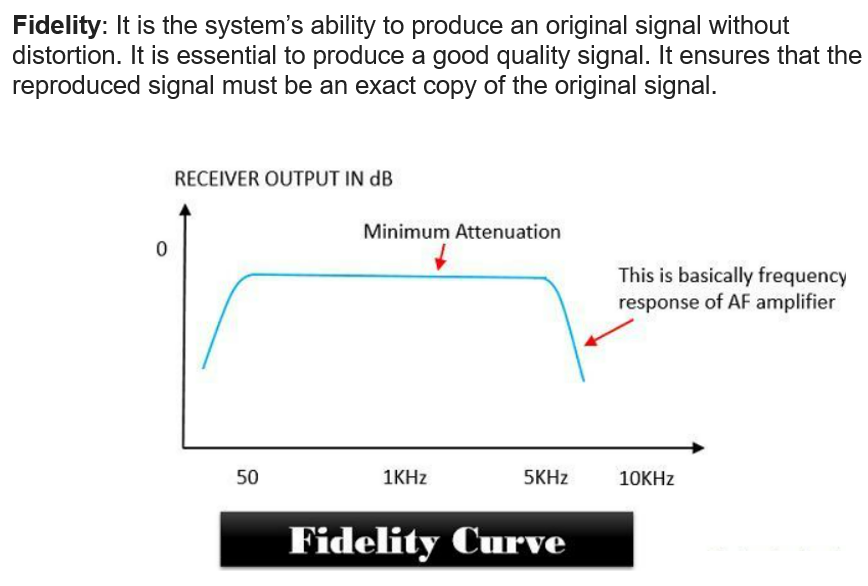 Fidelity: It is the system’s ability to produce an original signal without
distortion. It is essential to produce a good quality signal. It ensures that the
reproduced signal must be an exact copy of the original signal.
RECEIVER OUTPUT IN dB
0
Minimum Attenuation
This is basically frequency
response of AF amplifier
50 1KHz 5KHz 10KHz
Fidelity Curve